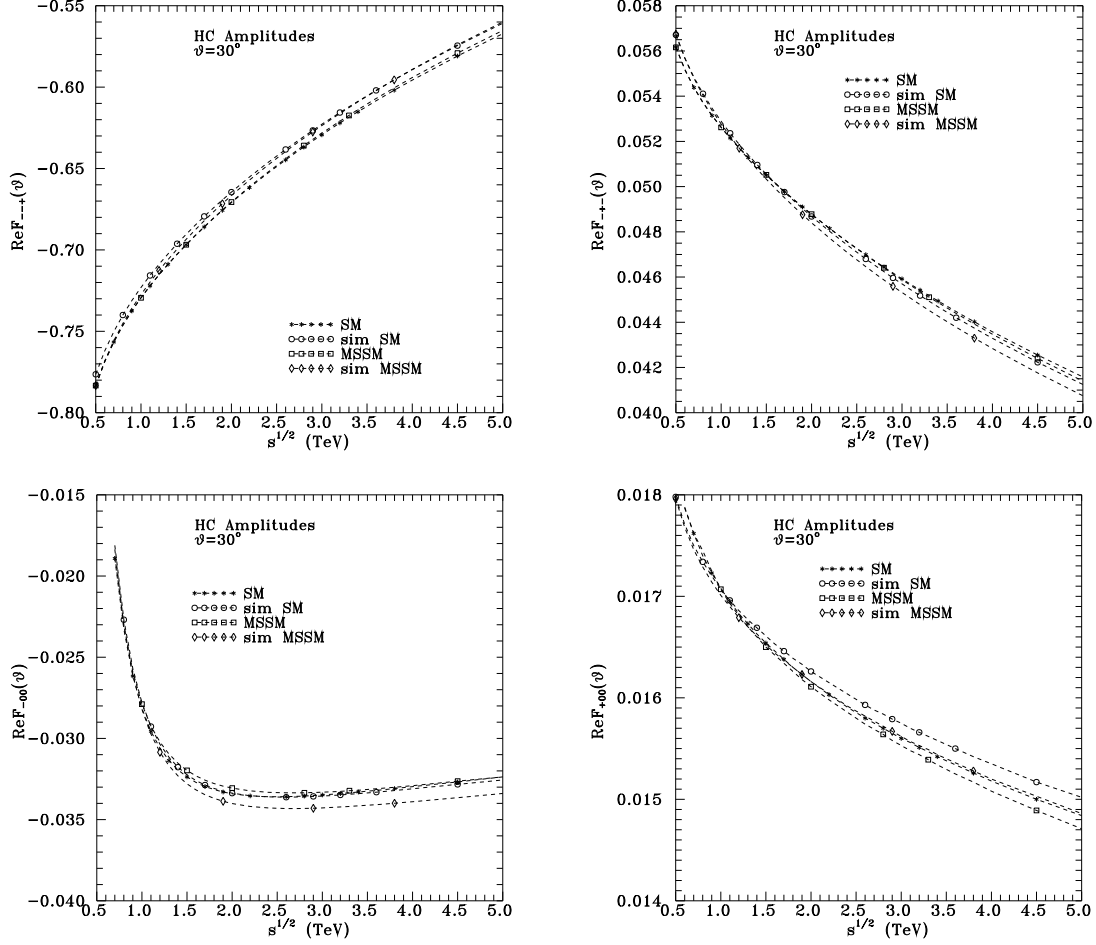 HC Amplitudes
ϑ=30°
ReF₋₋₊(ϑ)
−0.55
−0.60
−0.65
−0.70
−0.75
−0.80
SM
sim SM
MSSM
sim MSSM
0.5 1.0 1.5 2.0 2.5 3.0 3.5 4.0 4.5 5.0
s^1/2 (TeV)
HC Amplitudes
ϑ=30°
ReF₋₊₋(ϑ)
0.058
0.056
0.054
0.052
0.050
0.048
0.046
0.044
0.042
0.040
SM
sim SM
MSSM
sim MSSM
0.5 1.0 1.5 2.0 2.5 3.0 3.5 4.0 4.5 5.0
s^1/2 (TeV)
HC Amplitudes
ϑ=30°
ReF₋₀₀(ϑ)
−0.015
−0.020
−0.025
−0.030
−0.035
−0.040
SM
sim SM
MSSM
sim MSSM
0.5 1.0 1.5 2.0 2.5 3.0 3.5 4.0 4.5 5.0
s^1/2 (TeV)
HC Amplitudes
ϑ=30°
ReF₊₀₀(ϑ)
0.018
0.017
0.016
0.015
0.014
SM
sim SM
MSSM
sim MSSM
0.5 1.0 1.5 2.0 2.5 3.0 3.5 4.0 4.5 5.0
s^1/2 (TeV)